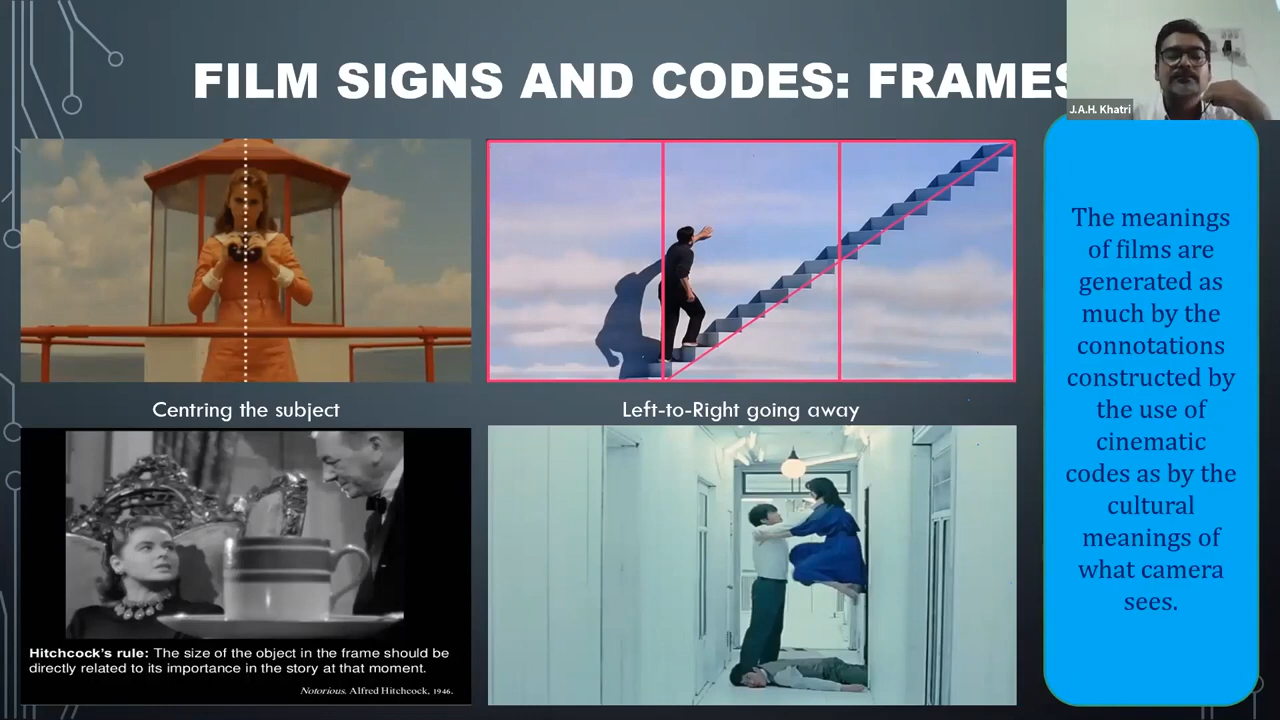 FILM SIGNS AND CODES: FRAMES
J.A.H. Khatri
Centring the subject
Left-to-Right going away
Hitchcock's rule: The size of the object in the frame should be
directly related to its importance in the story at that moment.
Notorious. Alfred Hitchcock, 1946.
The meanings
of films are
generated as
much by the
connotations
constructed by
the use of
cinematic
codes as by the
cultural
meanings of
what camera
sees.